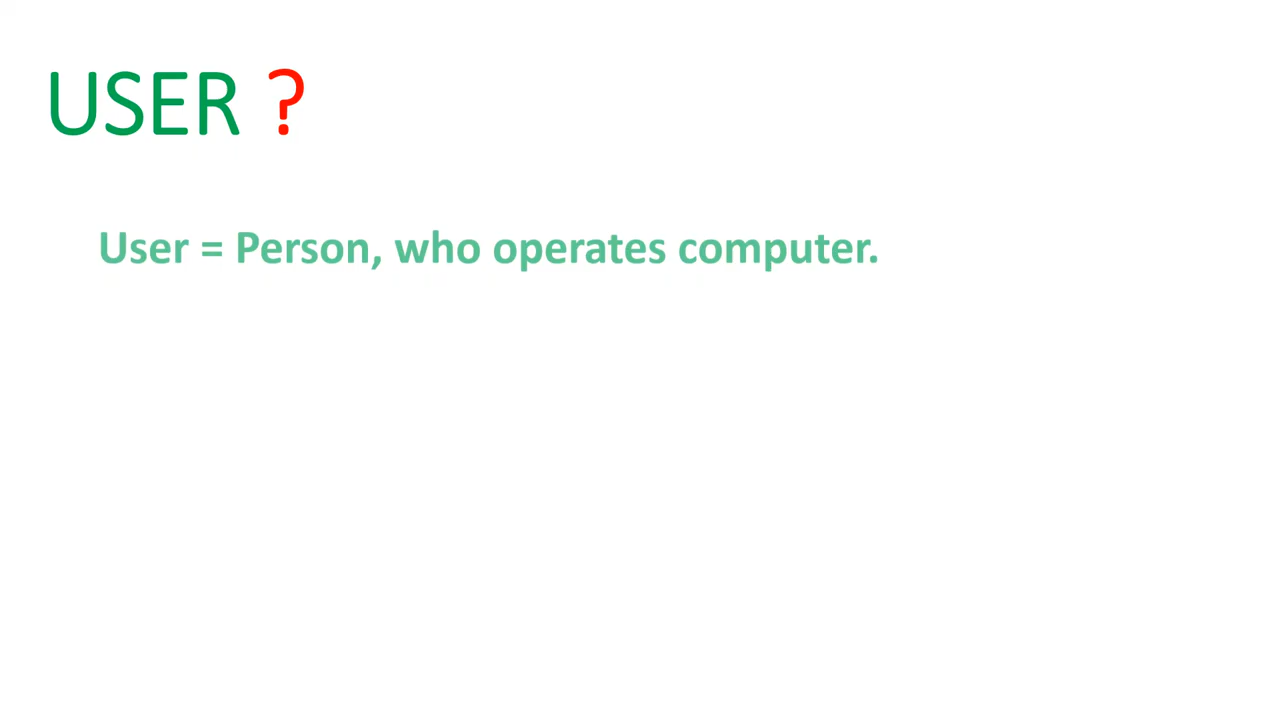 USER ?
User = Person, who operates computer.